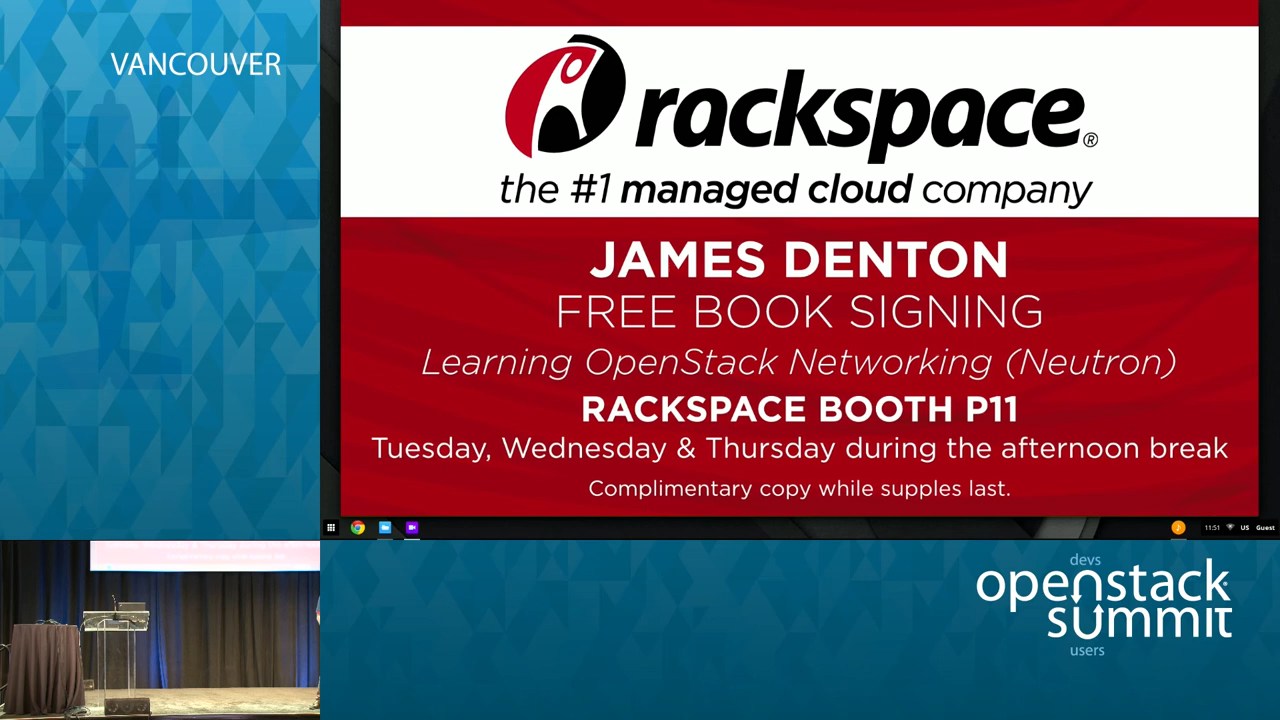 VANCOUVER
rackspace®
the #1 managed cloud company
JAMES DENTON
FREE BOOK SIGNING
Learning OpenStack Networking (Neutron)
RACKSPACE BOOTH P11
Tuesday, Wednesday & Thursday during the afternoon break
Complimentary copy while supples last.
11:51 US Guest
devs
openstack
summit
users